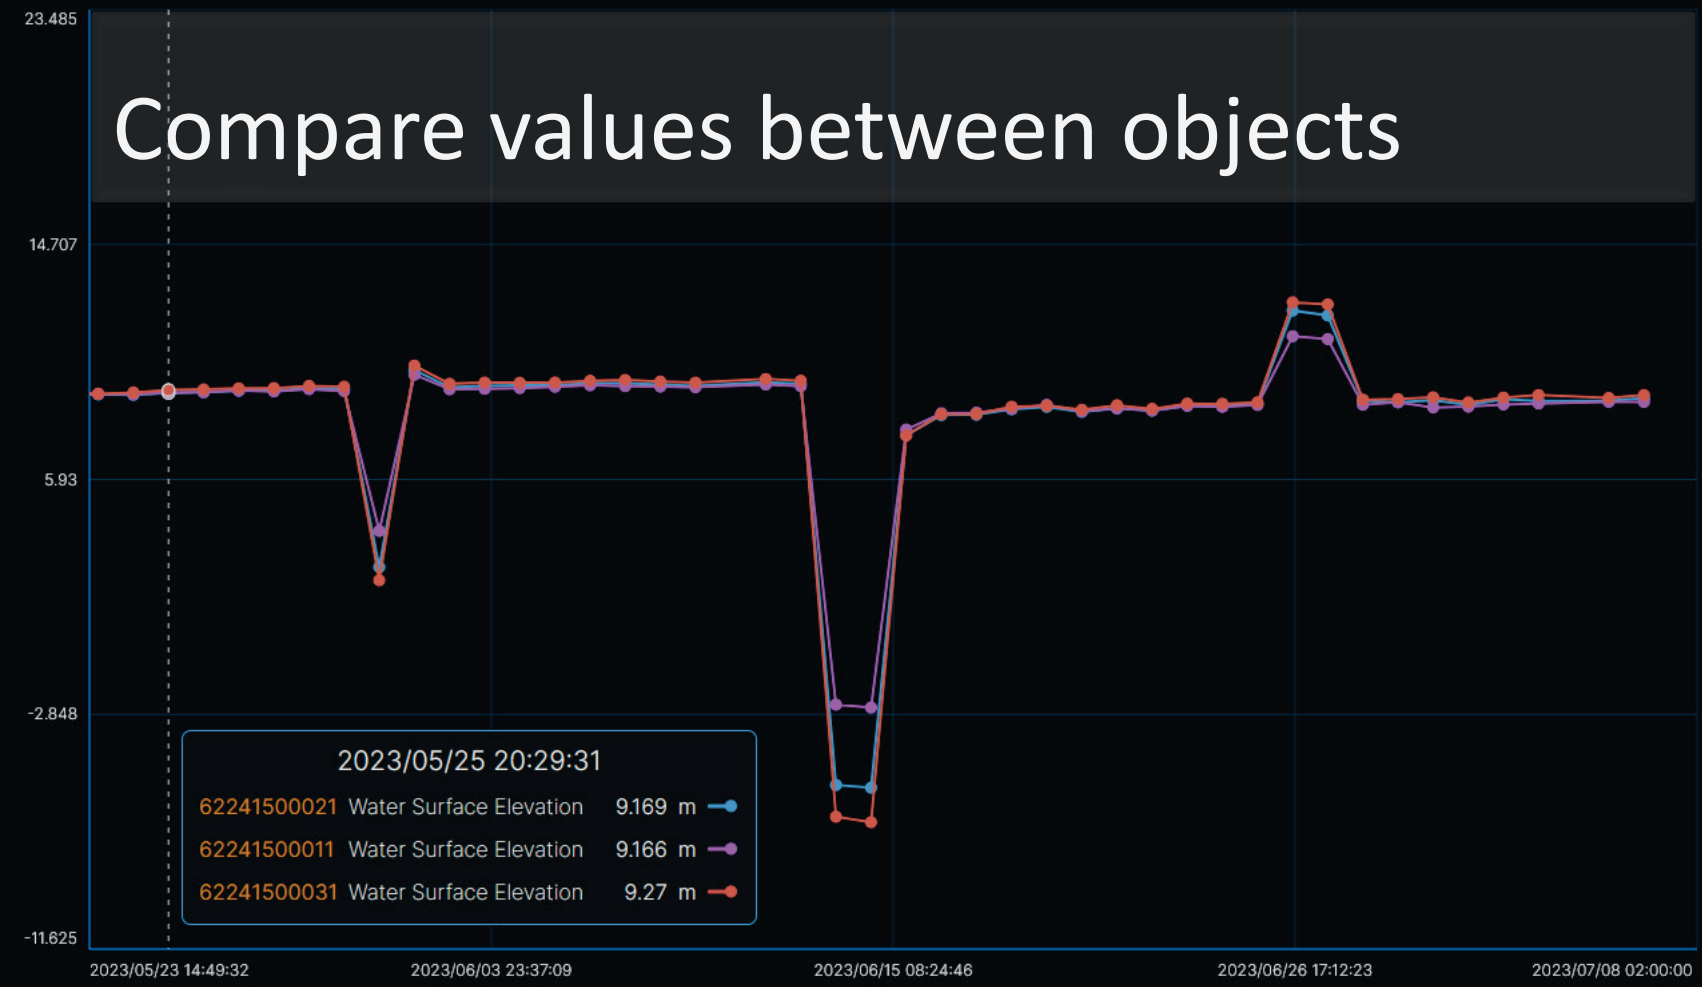 23.485
Compare values between objects
14.707
5.93
-2.848
2023/05/25 20:29:31
62241500021 Water Surface Elevation 9.169 m
62241500011 Water Surface Elevation 9.166 m
62241500031 Water Surface Elevation 9.27 m
-11.625
2023/05/23 14:49:32 2023/06/03 23:37:09 2023/06/15 08:24:46 2023/06/26 17:12:23 2023/07/08 02:00:00